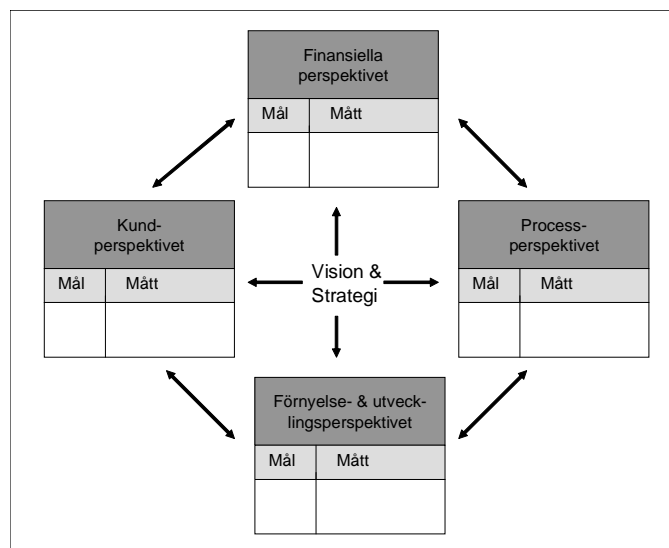 Finansiella
perspektivet
Mål Mått
Kund-
perspektivet
Mål Mått
Vision &
Strategi
Process-
perspektivet
Mål Mått
Förnyelse- & utveck-
lingsperspektivet
Mål Mått